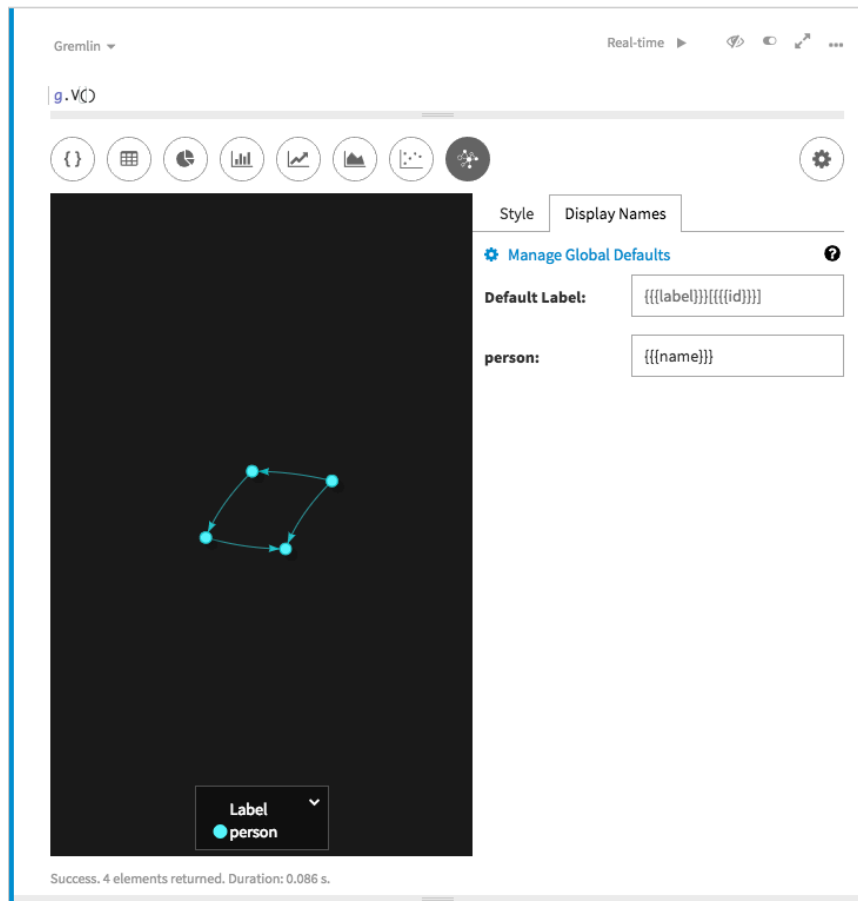 Gremlin
Real-time
g.V()
{ }
Style
Display Names
Manage Global Defaults
?
Default Label:
{{{label}}}[{{{id}}}]
person:
{{{name}}}
Label
person
Success. 4 elements returned. Duration: 0.086 s.